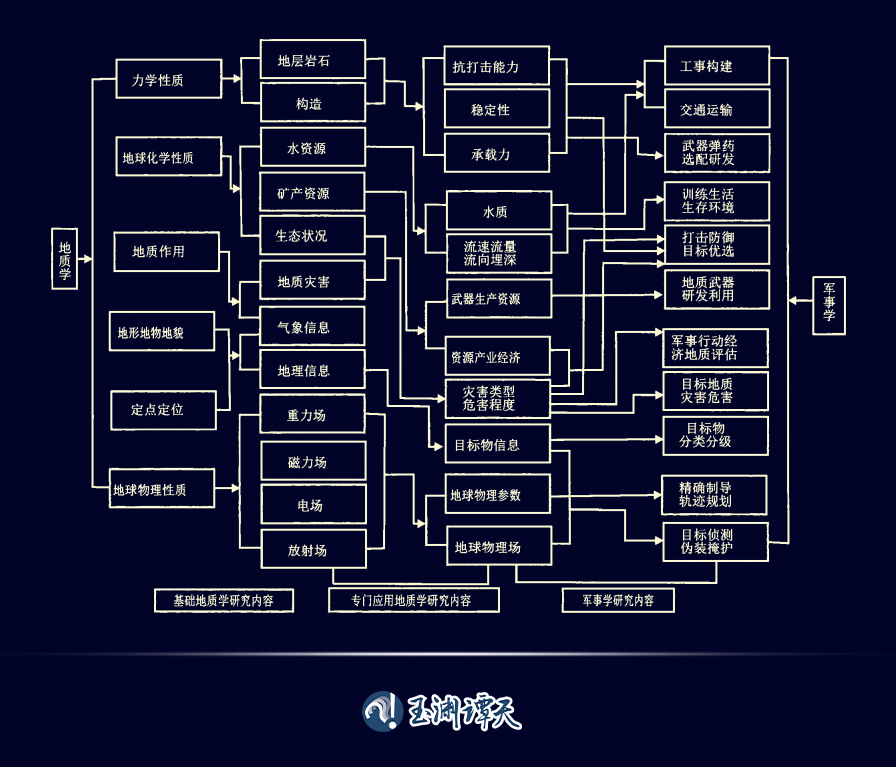 地质学
力学性质
地球化学性质
地质作用
地形地物地貌
定点定位
地球物理性质
地层岩石
构造
水资源
矿产资源
生态状况
地质灾害
气象信息
地理信息
重力场
磁力场
电场
放射场
抗打击能力
稳定性
承载力
水质
流速流量
流向埋深
武器生产资源
资源产业经济
灾害类型
危害程度
目标物信息
地球物理参数
地球物理场
工事构建
交通运输
武器弹药
选配研发
训练生活
生存环境
打击防御
目标优选
地质武器
研发利用
军事行动经
济地质评估
目标地质
灾害危害
目标物
分类分级
精确制导
轨迹规划
目标侦测
伪装掩护
军事学
基础地质学研究内容
专门应用地质学研究内容
军事学研究内容
玉渊谭天